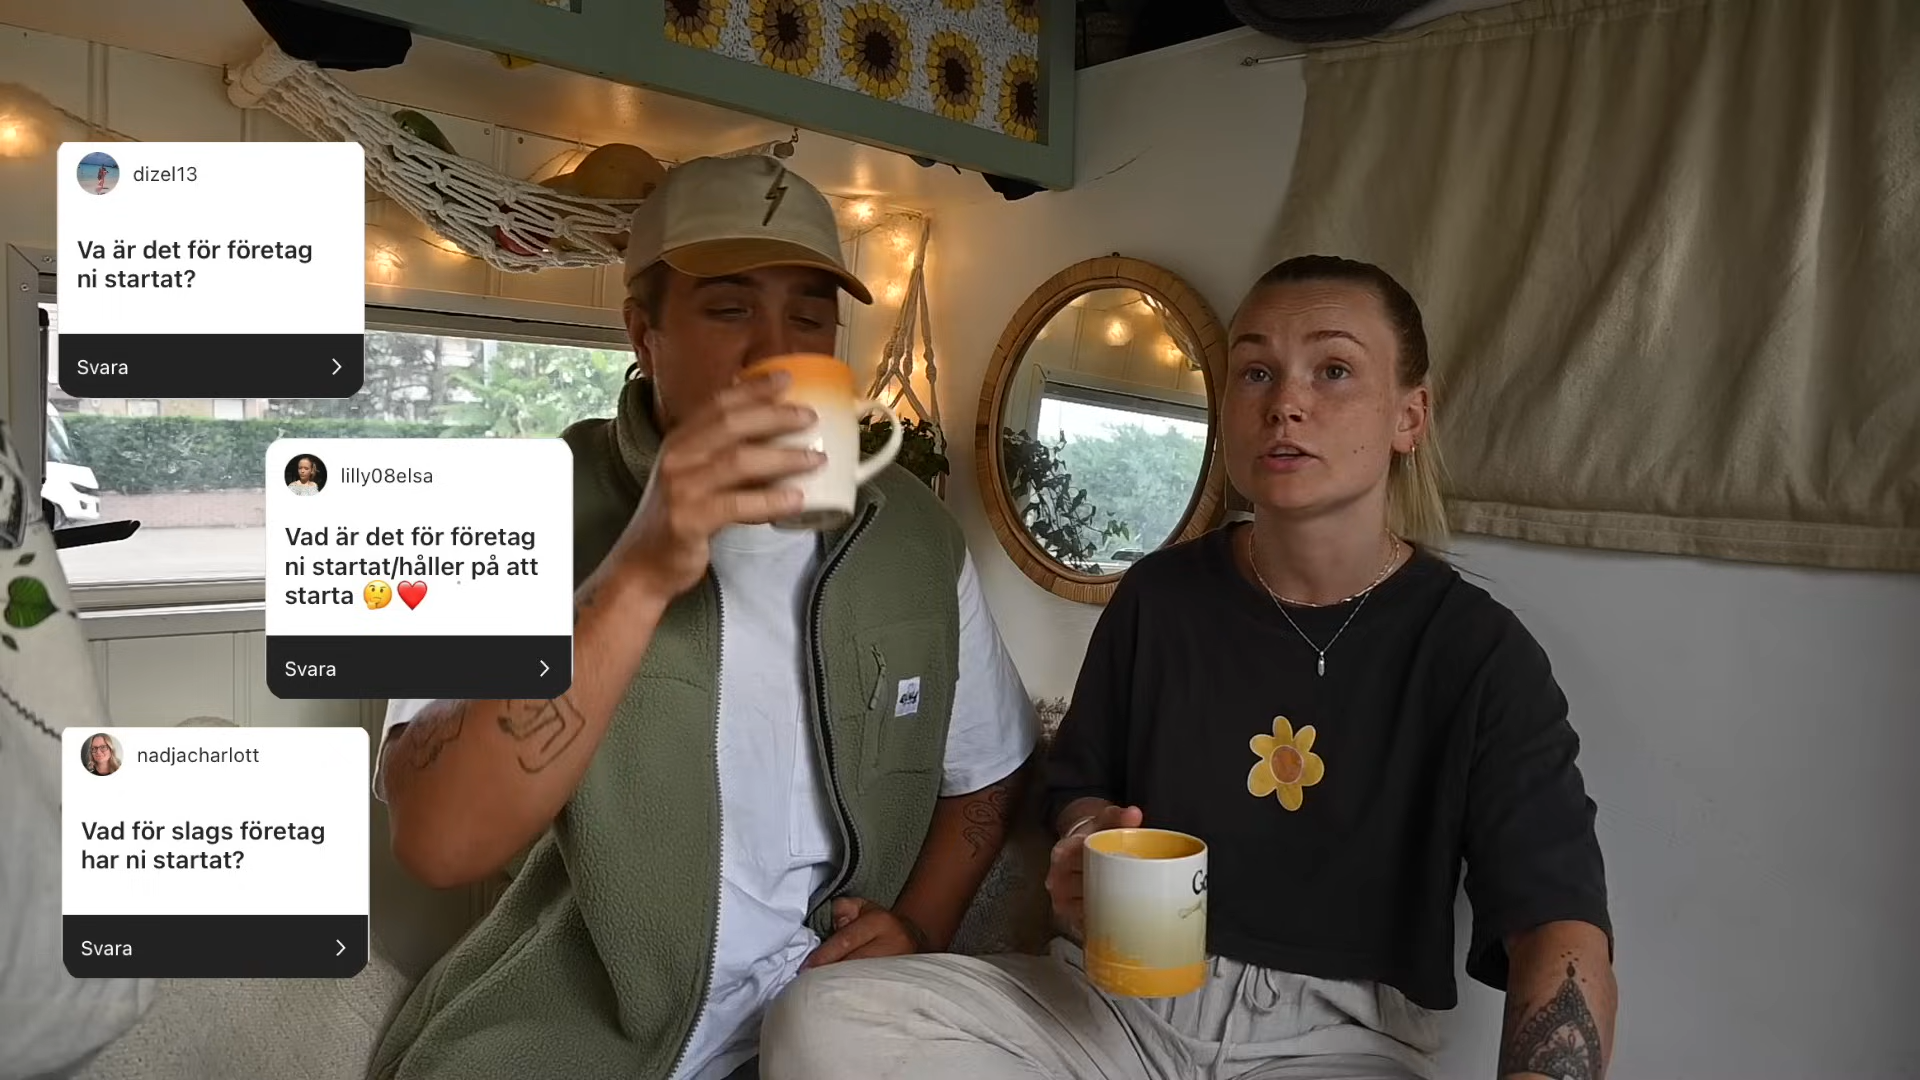 dizel13
Va är det för företag
ni startat?
Svara
lilly08elsa
Vad är det för företag
ni startat/håller på att
starta 🤔❤️
Svara
nadjacharlott
Vad för slags företag
har ni startat?
Svara